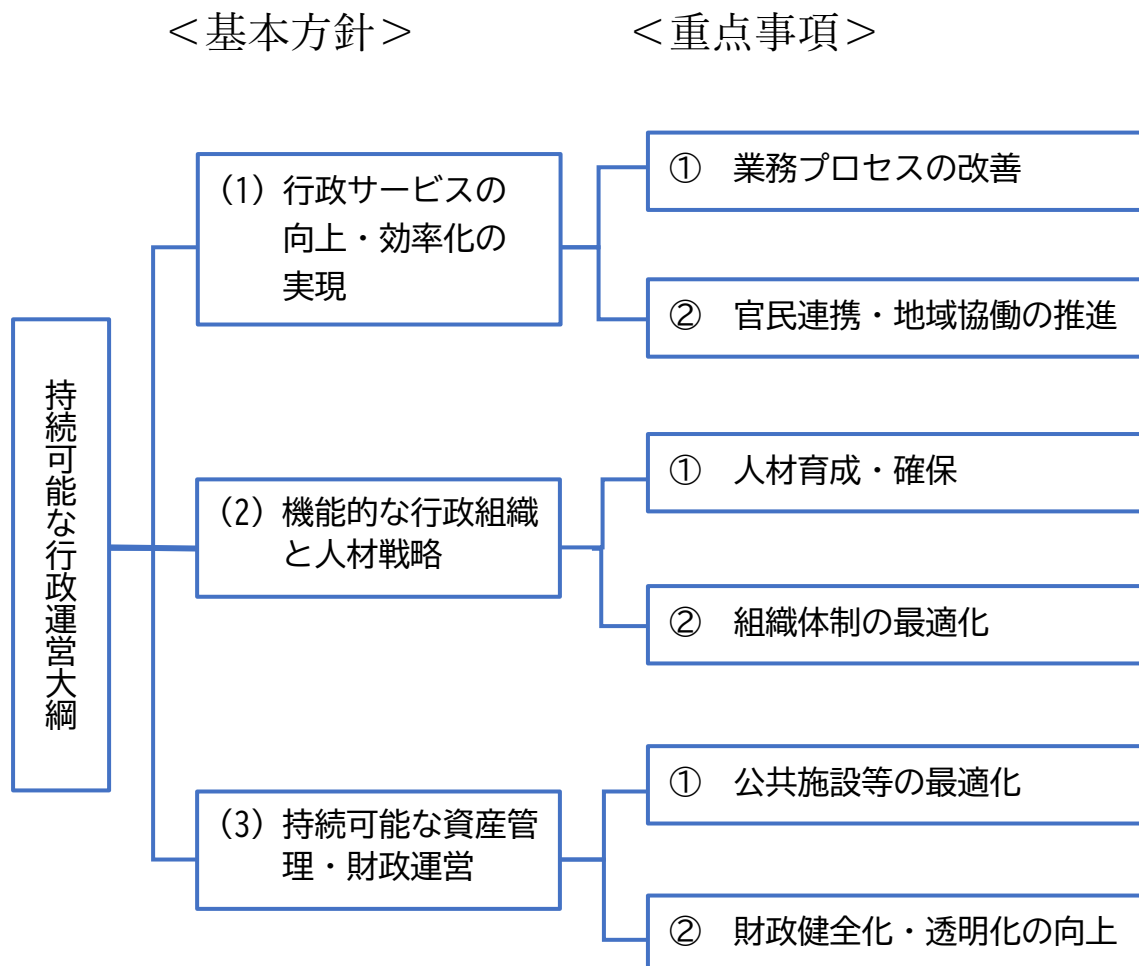 <基本方針>
<重点事項>
持続可能な行政運営大綱
(1) 行政サービスの
向上・効率化の
実現
① 業務プロセスの改善
② 官民連携・地域協働の推進
(2) 機能的な行政組織
と人材戦略
① 人材育成・確保
② 組織体制の最適化
(3) 持続可能な資産管
理・財政運営
① 公共施設等の最適化
② 財政健全化・透明化の向上